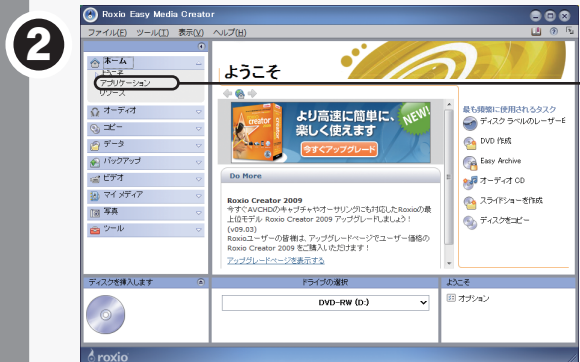 2
Roxio Easy Media Creator
ファイル(F) ツール(T) 表示(V) ヘルプ(H)
ホーム
ようこそ
アプリケーション
リソース
オーディオ
コピー
データ
バックアップ
ビデオ
マイ メディア
写真
ツール
ようこそ
creator
より高速に簡単に、
楽しく使えます
NEW!
今すぐアップグレード
Do More
Roxio Creator 2009
今すぐAVCHDのキャプチャやオーサリングにも対応したRoxioの最
上位モデル Roxio Creator 2009 アップグレードしましょう!
(v09.03)
Roxioユーザーの皆様は、アップグレードページでユーザー価格の
Roxio Creator 2009 をご購入いただけます!
アップグレードページを表示する
最も頻繁に使用されるタスク
ディスク ラベルのレーザーE
DVD 作成
Easy Archive
オーディオ CD
スライドショーを作成
ディスクをコピー
ディスクを挿入します
ドライブの選択
DVD-RW (D:)
ようこそ
オプション
roxio